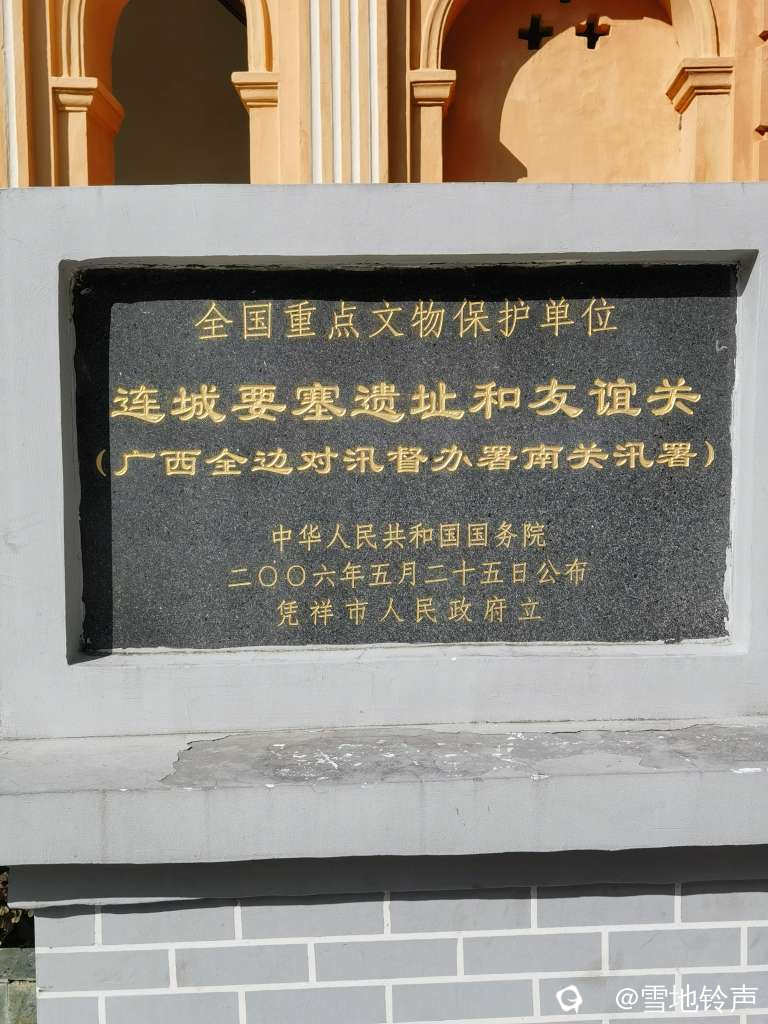 全国重点文物保护单位
连城要塞遗址和友谊关
（广西全边对汛督办署南关汛署）
中华人民共和国国务院
二〇〇六年五月二十五日公布
凭祥市人民政府立
@雪地铃声